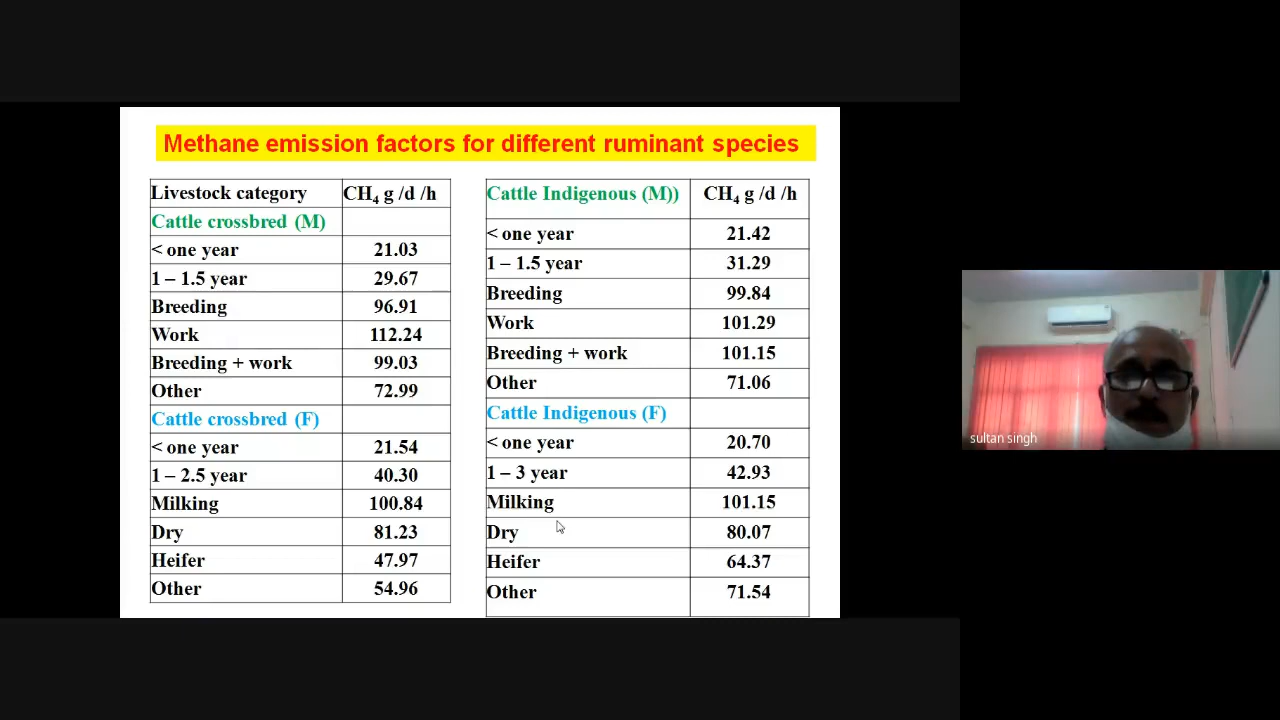 Methane emission factors for different ruminant species
Livestock category CH₄ g /d /h
Cattle crossbred (M)
< one year 21.03
1 – 1.5 year 29.67
Breeding 96.91
Work 112.24
Breeding + work 99.03
Other 72.99
Cattle crossbred (F)
< one year 21.54
1 – 2.5 year 40.30
Milking 100.84
Dry 81.23
Heifer 47.97
Other 54.96
Cattle Indigenous (M)) CH₄ g /d /h
< one year 21.42
1 – 1.5 year 31.29
Breeding 99.84
Work 101.29
Breeding + work 101.15
Other 71.06
Cattle Indigenous (F)
< one year 20.70
1 – 3 year 42.93
Milking 101.15
Dry 80.07
Heifer 64.37
Other 71.54
sultan singh